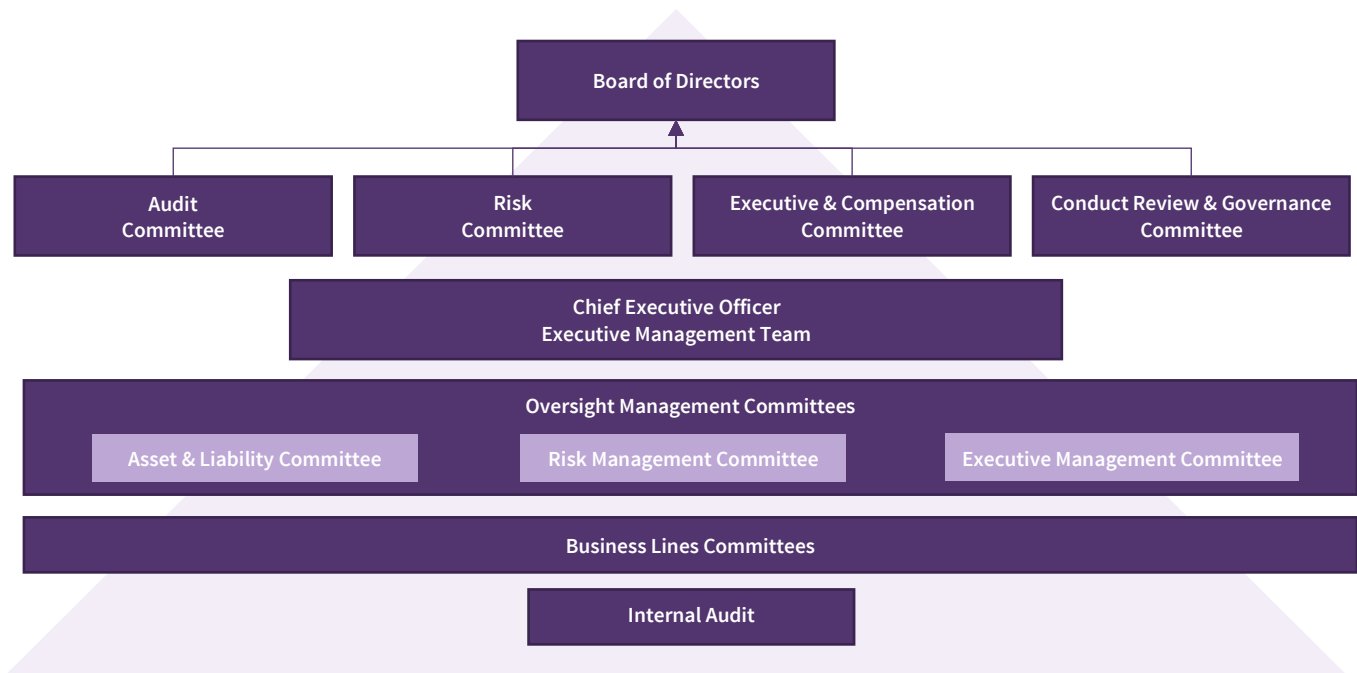 Board of Directors
Audit
Committee
Risk
Committee
Executive & Compensation
Committee
Conduct Review & Governance
Committee
Chief Executive Officer
Executive Management Team
Oversight Management Committees
Asset & Liability Committee
Risk Management Committee
Executive Management Committee
Business Lines Committees
Internal Audit